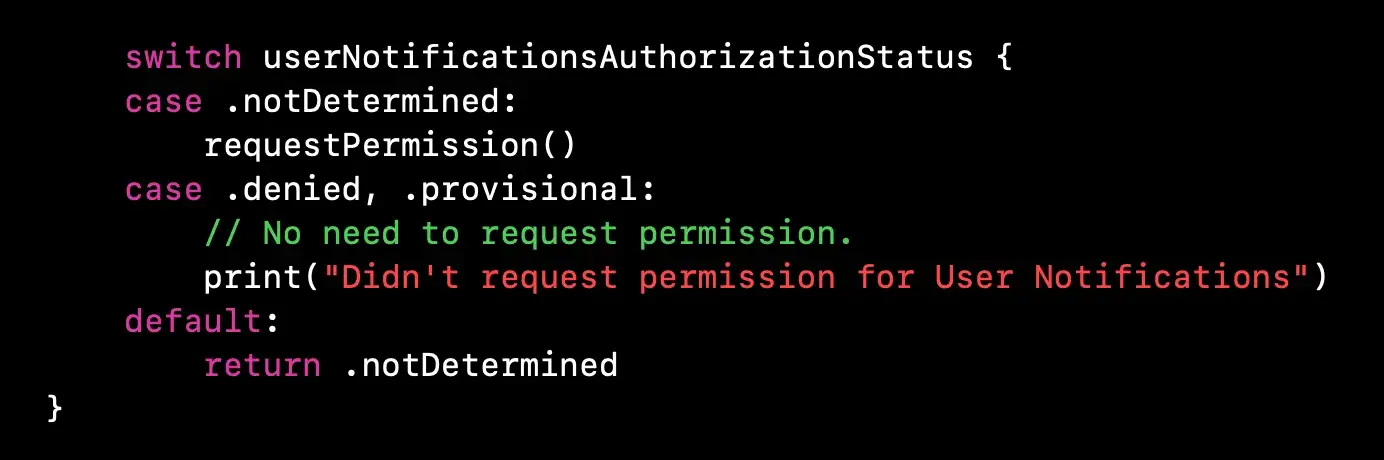 switch userNotificationsAuthorizationStatus {
case .notDetermined:
requestPermission()
case .denied, .provisional:
// No need to request permission.
print("Didn't request permission for User Notifications")
default:
return .notDetermined
}